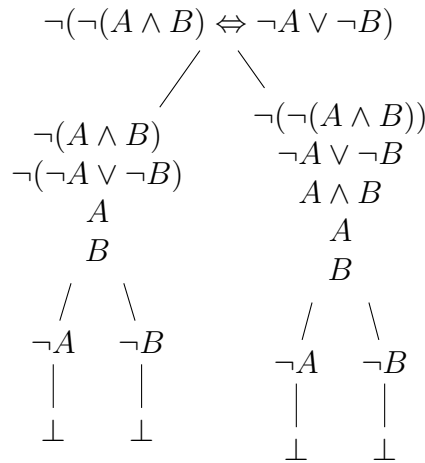 ¬(¬(A ∧ B) ⇔ ¬A ∨ ¬B)
¬(A ∧ B)
¬(¬A ∨ ¬B)
A
B
¬A ¬B
⊥ ⊥
¬(¬(A ∧ B))
¬A ∨ ¬B
A ∧ B
A
B
¬A ¬B
⊥ ⊥